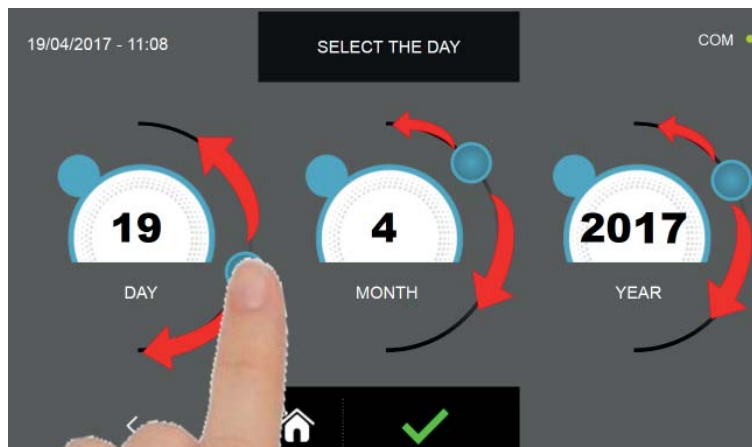 19/04/2017 - 11:08
SELECT THE DAY
COM
19
4
2017
DAY
MONTH
YEAR